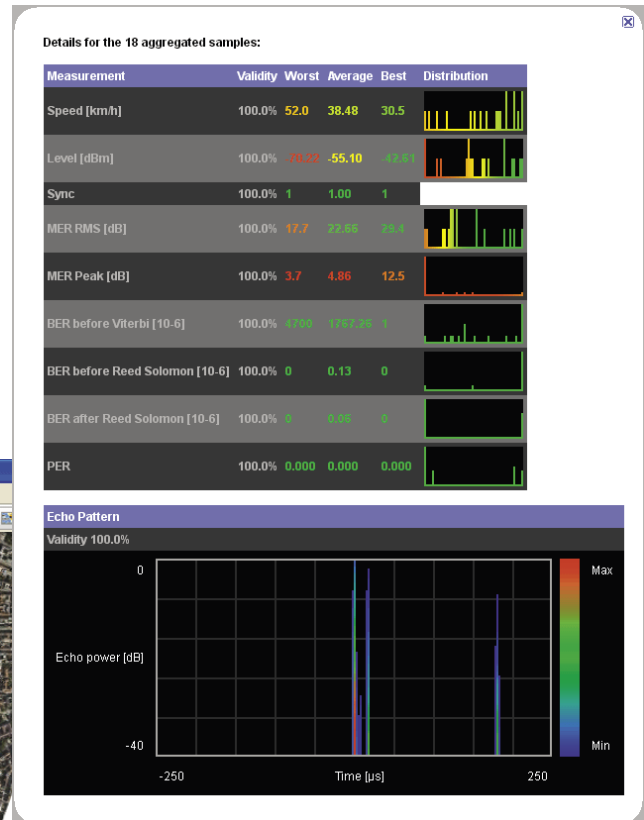 Details for the 18 aggregated samples:
Measurement Validity Worst Average Best Distribution
Speed [km/h] 100.0% 52.0 38.48 30.5
Level [dBm] 100.0% -55.10 -42.61
Sync 100.0% 1 1.00 1
MER RMS [dB] 100.0% 17.7 22.66 29.4
MER Peak [dB] 100.0% 3.7 4.86 12.5
BER before Viterbi [10-6] 100.0% 4700 1767.26 1
BER before Reed Solomon [10-6] 100.0% 0 0.13 0
BER after Reed Solomon [10-6] 100.0% 0 0.06 0
PER 100.0% 0.000 0.000 0.000
Echo Pattern
Validity 100.0%
0 Max
Echo power [dB]
-40 Min
-250 Time [µs] 250